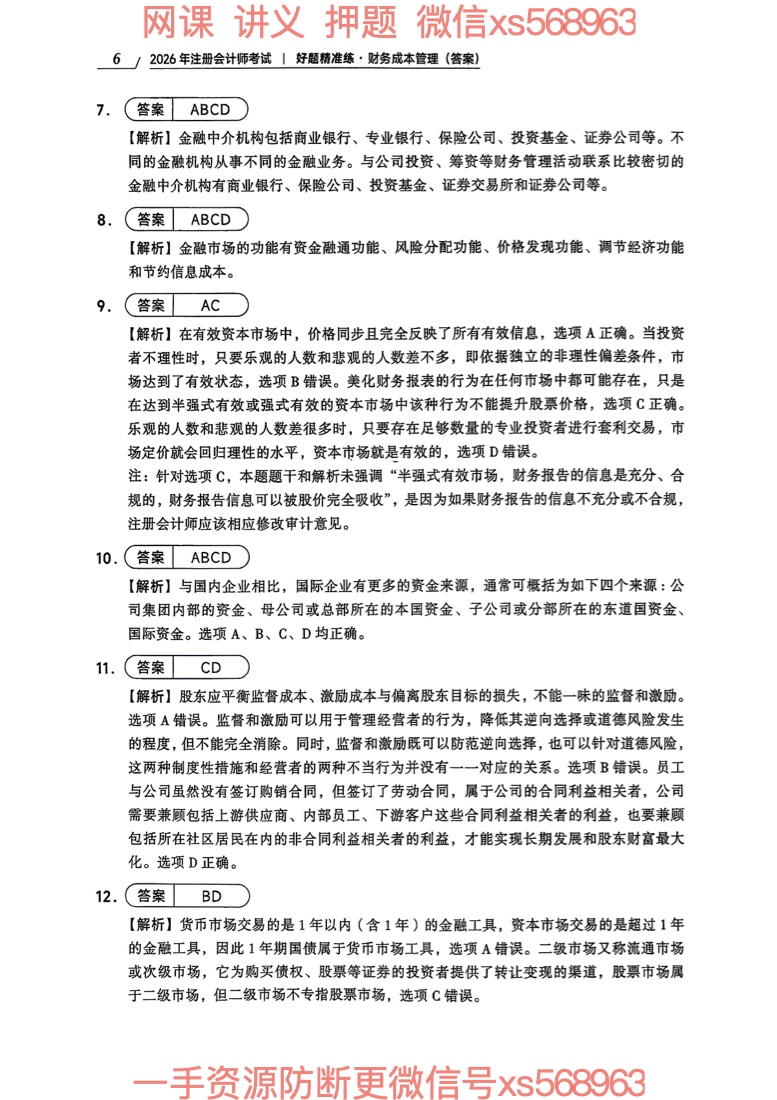 网课 讲义 押题 微信xs568963
6 / 2026年注册会计师考试 | 好题精准练·财务成本管理（答案）
7. 答案 ABCD
【解析】金融中介机构包括商业银行、专业银行、保险公司、投资基金、证券公司等。不
同的金融机构从事不同的金融业务。与公司投资、筹资等财务管理活动联系比较密切的
金融中介机构有商业银行、保险公司、投资基金、证券交易所和证券公司等。
8. 答案 ABCD
【解析】金融市场的功能有资金融通功能、风险分配功能、价格发现功能、调节经济功能
和节约信息成本。
9. 答案 AC
【解析】在有效资本市场中，价格同步且完全反映了所有有效信息，选项A正确。当投资
者不理性时，只要乐观的人数和悲观的人数差不多，即依据独立的非理性偏差条件，市
场达到了有效状态，选项B错误。美化财务报表的行为在任何市场中都可能存在，只是
在达到半强式有效或强式有效的资本市场中该种行为不能提升股票价格，选项C正确。
乐观的人数和悲观的人数差很多时，只要存在足够数量的专业投资者进行套利交易，市
场定价就会回归理性的水平，资本市场就是有效的，选项D错误。
注：针对选项C，本题题干和解析未强调“半强式有效市场，财务报告的信息是充分、合
规的，财务报告信息可以被股价完全吸收”，是因为如果财务报告的信息不充分或不合规，
注册会计师应该相应修改审计意见。
10. 答案 ABCD
【解析】与国内企业相比，国际企业有更多的资金来源，通常可概括为如下四个来源：公
司集团内部的资金、母公司或总部所在的本国资金、子公司或分部所在的东道国资金、
国际资金。选项A、B、C、D均正确。
11. 答案 CD
【解析】股东应平衡监督成本、激励成本与偏离股东目标的损失，不能一味的监督和激励。
选项A错误。监督和激励可以用于管理经营者的行为，降低其逆向选择或道德风险发生
的程度，但不能完全消除。同时，监督和激励既可以防范逆向选择，也可以针对道德风险，
这两种制度性措施和经营者的两种不当行为并没有一一对应的关系。选项B错误。员工
与公司虽然没有签订购销合同，但签订了劳动合同，属于公司的合同利益相关者，公司
需要兼顾包括上游供应商、内部员工、下游客户这些合同利益相关者的利益，也要兼顾
包括所在社区居民在内的非合同利益相关者的利益，才能实现长期发展和股东财富最大
化。选项D正确。
12. 答案 BD
【解析】货币市场交易的是1年以内（含1年）的金融工具，资本市场交易的是超过1年
的金融工具，因此1年期国债属于货币市场工具，选项A错误。二级市场又称流通市场
或次级市场，它为购买债权、股票等证券的投资者提供了转让变现的渠道，股票市场属
于二级市场，但二级市场不专指股票市场，选项C错误。
一手资源防断更微信号xs568963